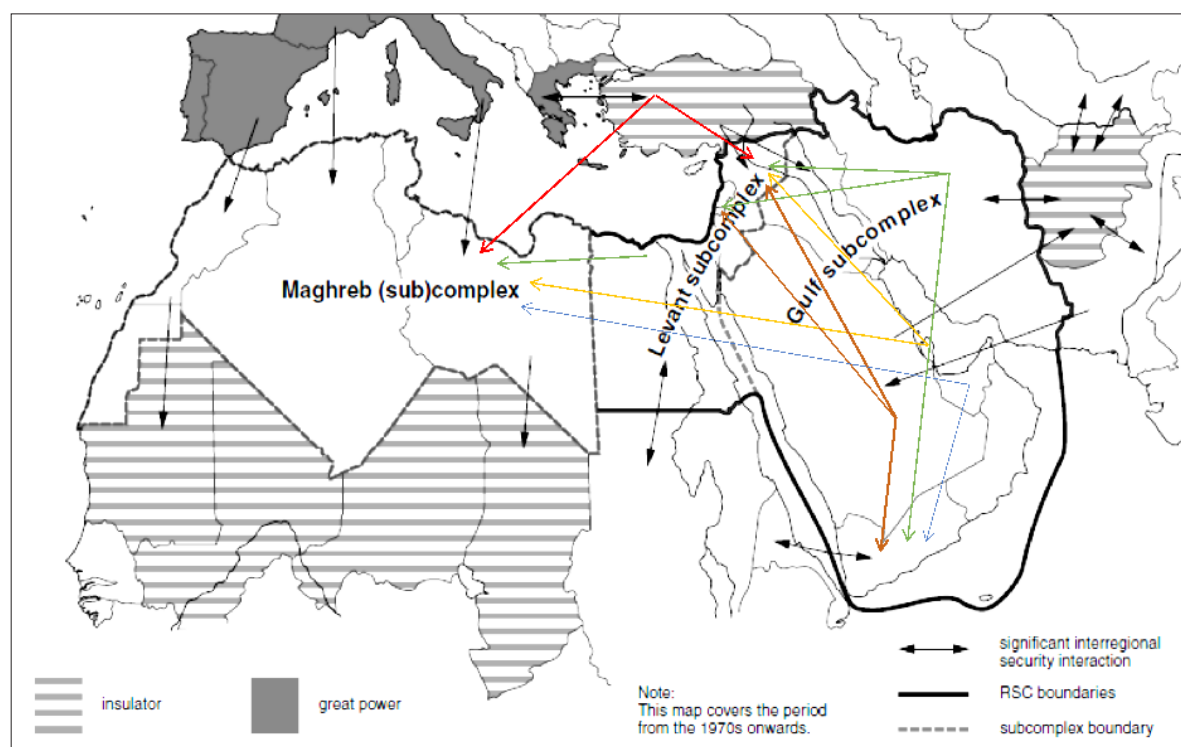 Maghreb (sub)complex
Levant subcomplex
Gulf subcomplex
insulator
great power
Note:
This map covers the period
from the 1970s onwards.
significant interregional
security interaction
RSC boundaries
subcomplex boundary